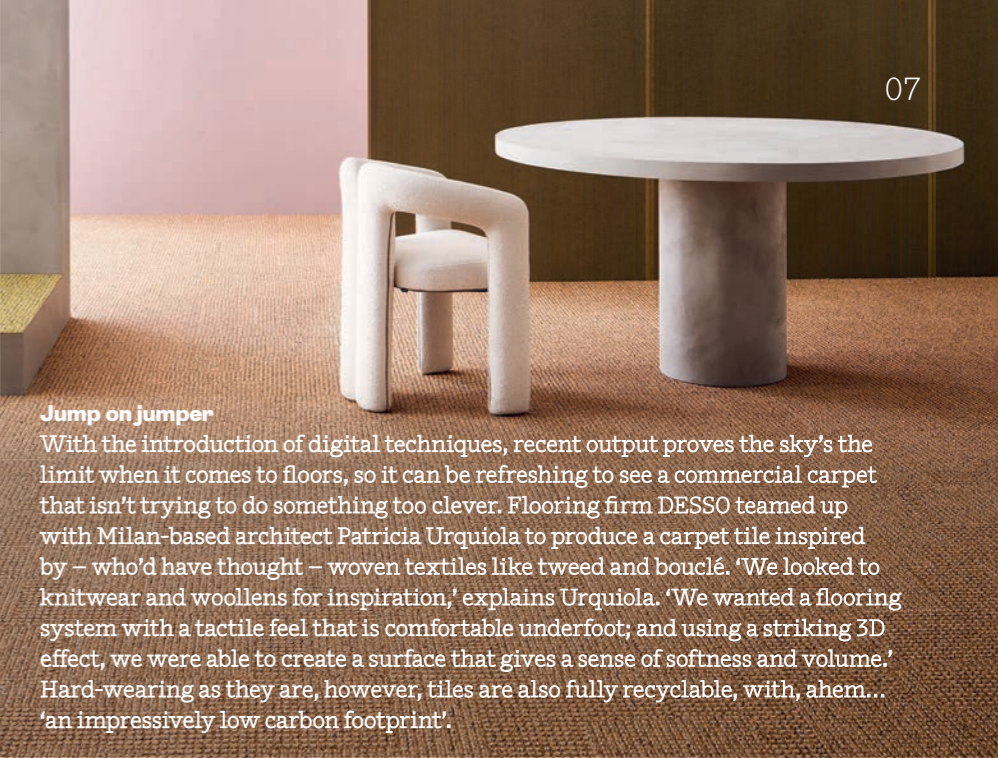 07
Jump on jumper
With the introduction of digital techniques, recent output proves the sky’s the
limit when it comes to floors, so it can be refreshing to see a commercial carpet
that isn’t trying to do something too clever. Flooring firm DESSO teamed up
with Milan-based architect Patricia Urquiola to produce a carpet tile inspired
by – who’d have thought – woven textiles like tweed and bouclé. ‘We looked to
knitwear and woollens for inspiration,’ explains Urquiola. ‘We wanted a flooring
system with a tactile feel that is comfortable underfoot; and using a striking 3D
effect, we were able to create a surface that gives a sense of softness and volume.’
Hard-wearing as they are, however, tiles are also fully recyclable, with, ahem...
‘an impressively low carbon footprint’.